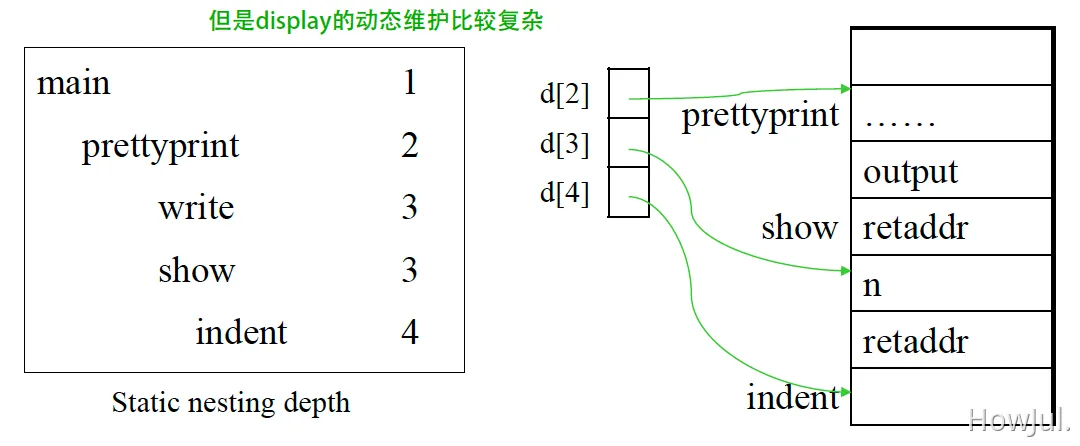 但是display的动态维护比较复杂
main 1
prettyprint 2
write 3
show 3
indent 4
Static nesting depth
d[2]
d[3]
d[4]
prettyprint
show
indent
……
output
retaddr
n
retaddr
HowJul.